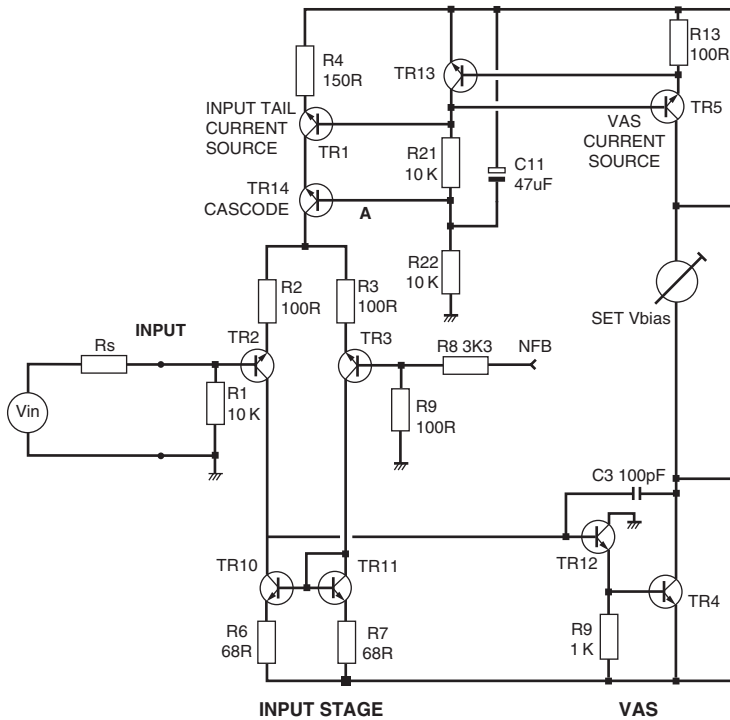 R13
100R
R4
150R
TR13
TR5
INPUT TAIL
CURRENT
SOURCE
TR1
VAS
CURRENT
SOURCE
R21
10 K
C11
47uF
TR14
CASCODE
A
R22
10 K
R2
100R
R3
100R
SET Vbias
INPUT
Rs
TR2
TR3
R8 3K3
NFB
R1
10 K
R9
100R
Vin
C3 100pF
TR12
TR10
TR11
TR4
R6
68R
R7
68R
R9
1 K
INPUT STAGE
VAS